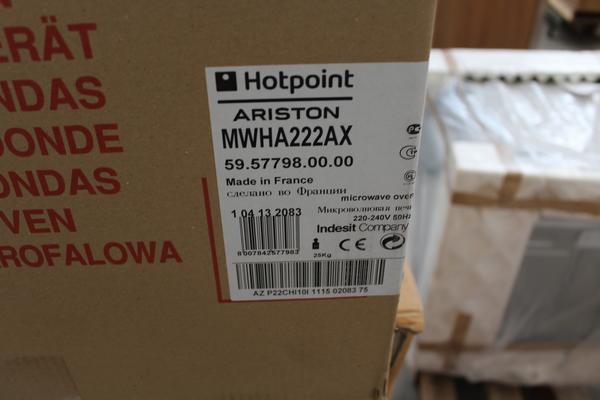 ERÄT
NDAS
ONDE
ONDAS
VEN
ROFALOWA
Hotpoint
ARISTON
MWHA222AX
59.57798.00.00
Made in France
сделано во Франции
microwave oven
Микроволновая печь
1 04 13 2083
220-240V 50Hz
Indesit Company
8007842577983
25Kg
CE
AZ P22CHI10I 1115 02083 75